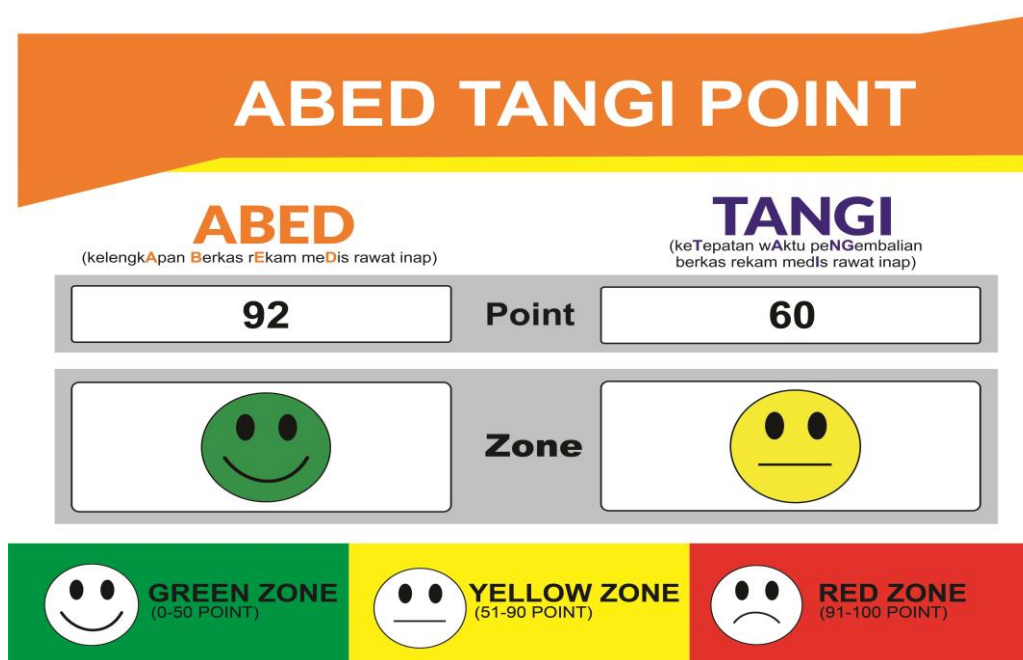 ABED TANGI POINT
ABED
(kelengkApan Berkas rEkam meDis rawat inap)
TANGI
(keTepatan wAktu peNGembalian
berkas rekam medIs rawat inap)
92 Point 60
Zone
GREEN ZONE
(0-50 POINT)
YELLOW ZONE
(51-90 POINT)
RED ZONE
(91-100 POINT)